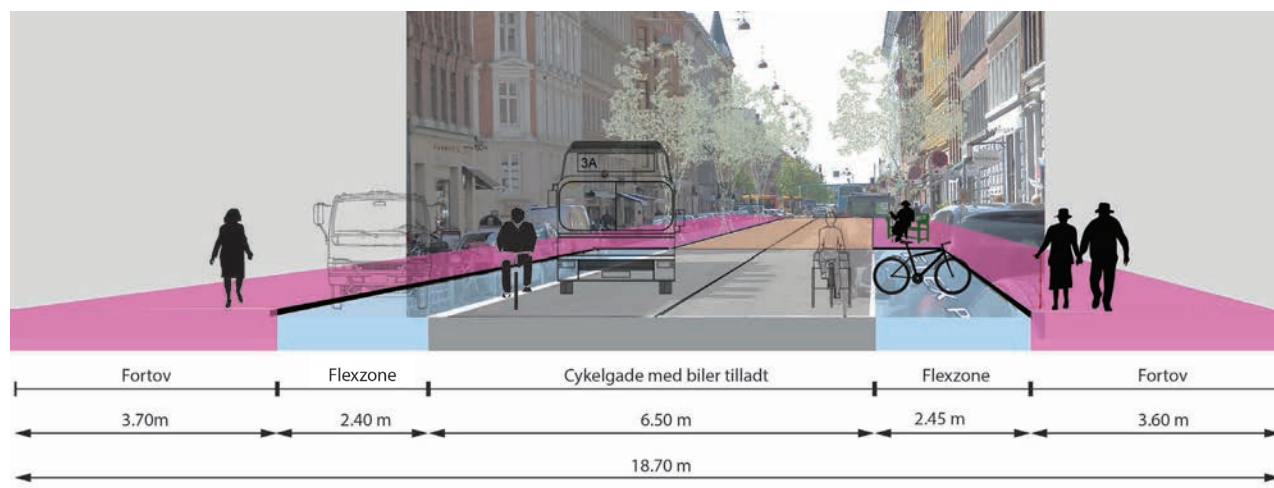 3A
P
Fortov
Flexzone
Cykelgade med biler tilladt
Flexzone
Fortov
3.70m
2.40 m
6.50 m
2.45 m
3.60 m
18.70 m